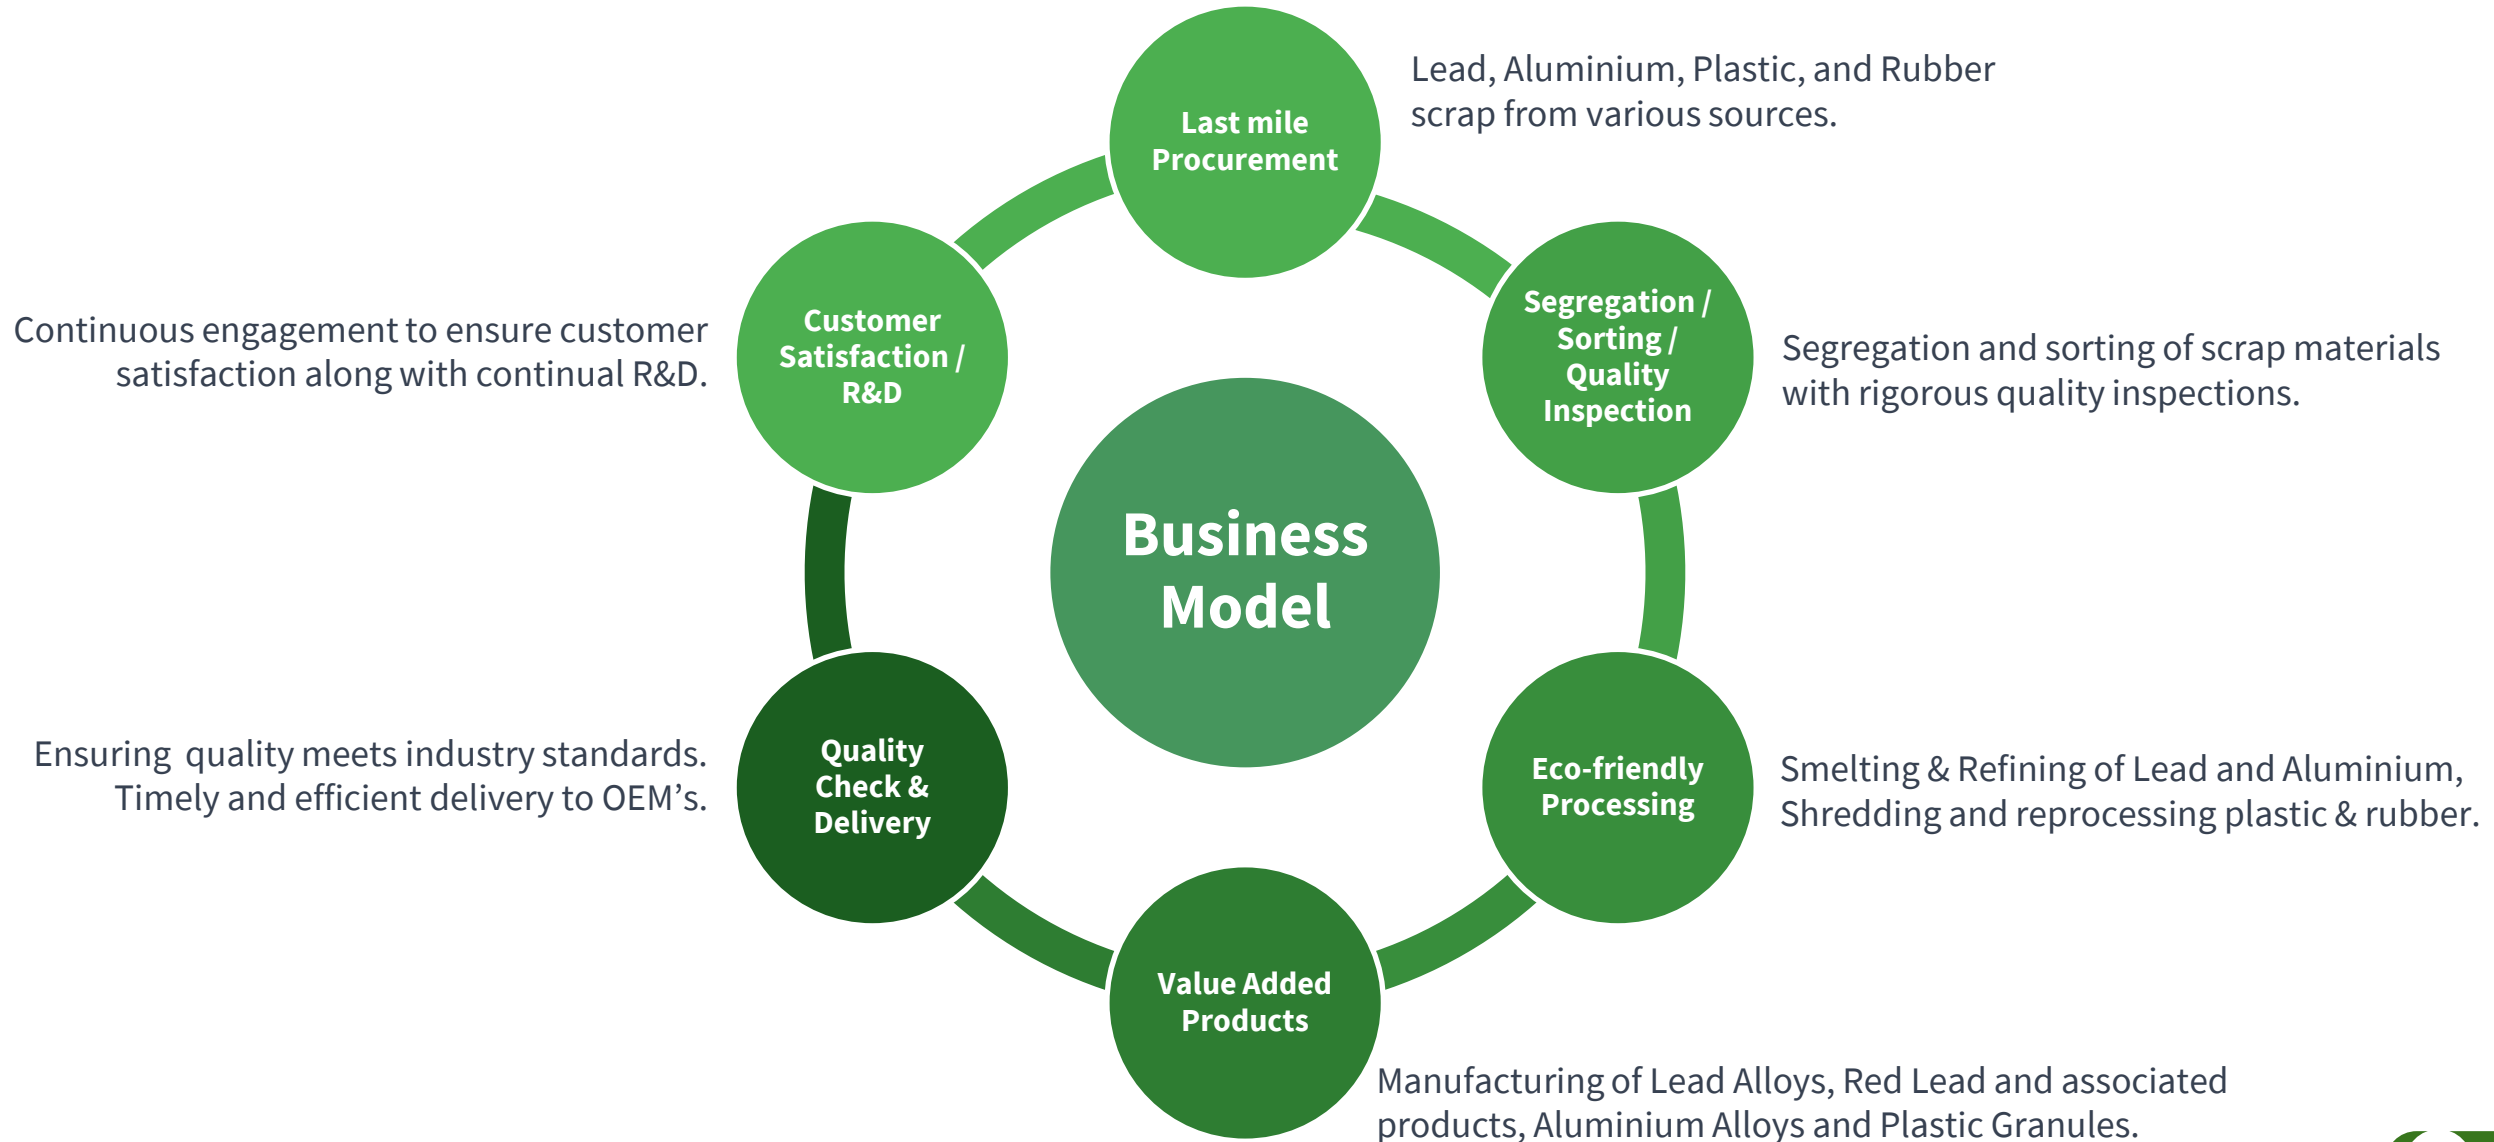 Last mile
Procurement
Lead, Aluminium, Plastic, and Rubber
scrap from various sources.
Segregation /
Sorting /
Quality
Inspection
Segregation and sorting of scrap materials
with rigorous quality inspections.
Eco-friendly
Processing
Smelting & Refining of Lead and Aluminium,
Shredding and reprocessing plastic & rubber.
Value Added
Products
Manufacturing of Lead Alloys, Red Lead and associated
products, Aluminium Alloys and Plastic Granules.
Quality
Check &
Delivery
Ensuring  quality meets industry standards.
Timely and efficient delivery to OEM’s.
Customer
Satisfaction /
R&D
Continuous engagement to ensure customer
satisfaction along with continual R&D.
Business
Model